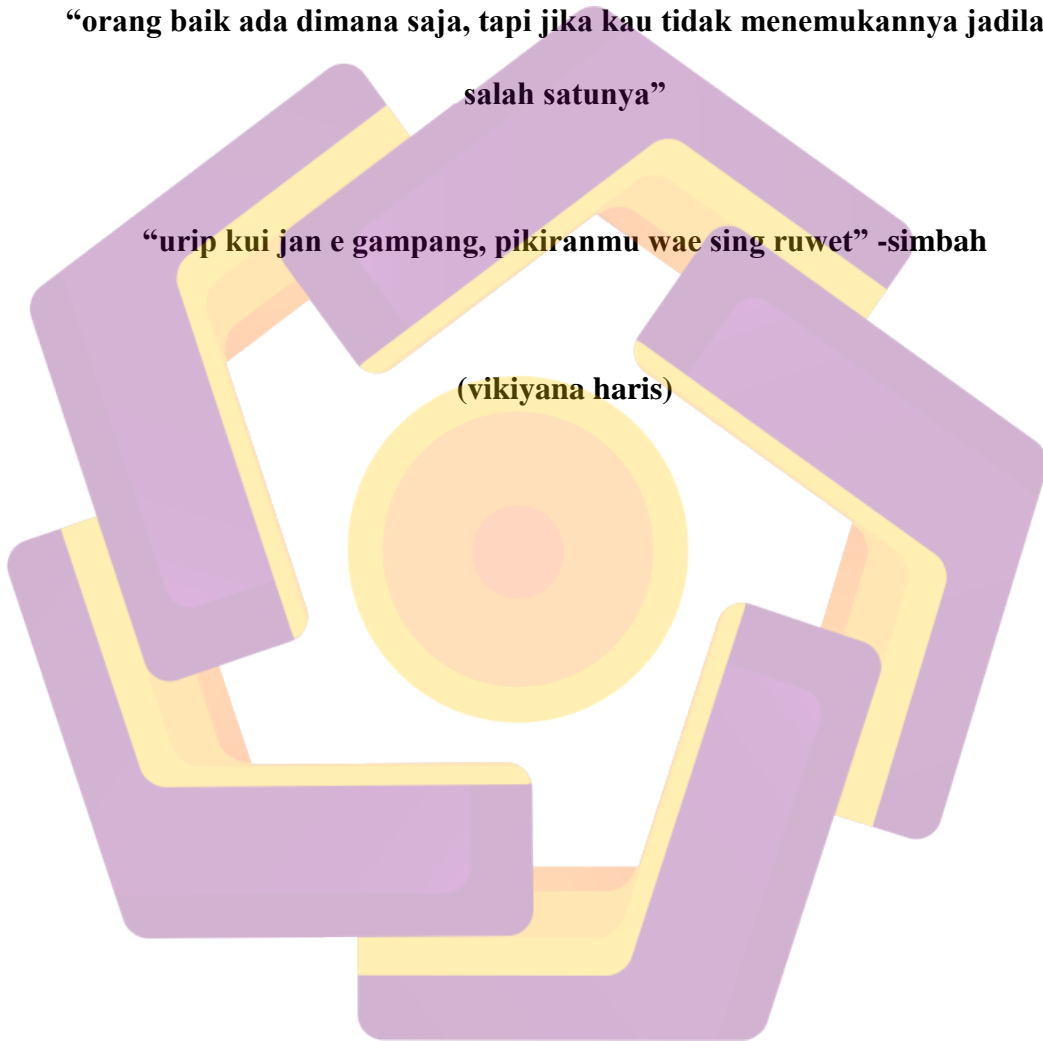 “orang baik ada dimana saja, tapi jika kau tidak menemukannya jadila
salah satunya”
“urip kui jan e gampang, pikiranmu wae sing ruwet” -simbah
(vikiyana haris)